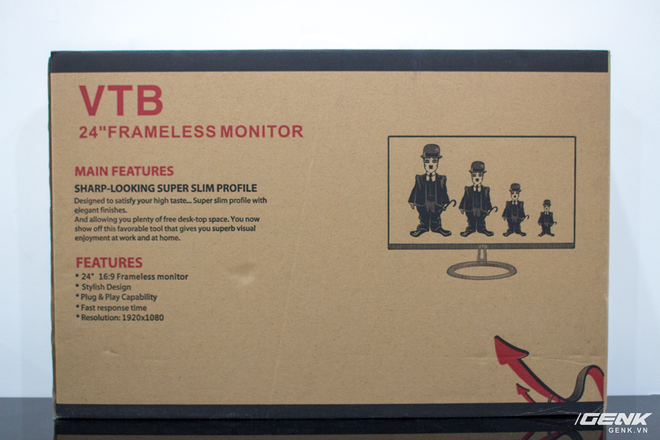 VTB
24"FRAMELESS MONITOR
MAIN FEATURES
SHARP-LOOKING SUPER SLIM PROFILE
Designed to satisfy your high taste... Super slim profile with
elegant finishes.
And allowing you plenty of free desk-top space. You now
show off this favorable tool that gives you superb visual
enjoyment at work and at home.
FEATURES
* 24" 16:9 Frameless monitor
* Stylish Design
* Plug & Play Capability
* Fast response time
* Resolution: 1920x1080
GENK
GENK.VN